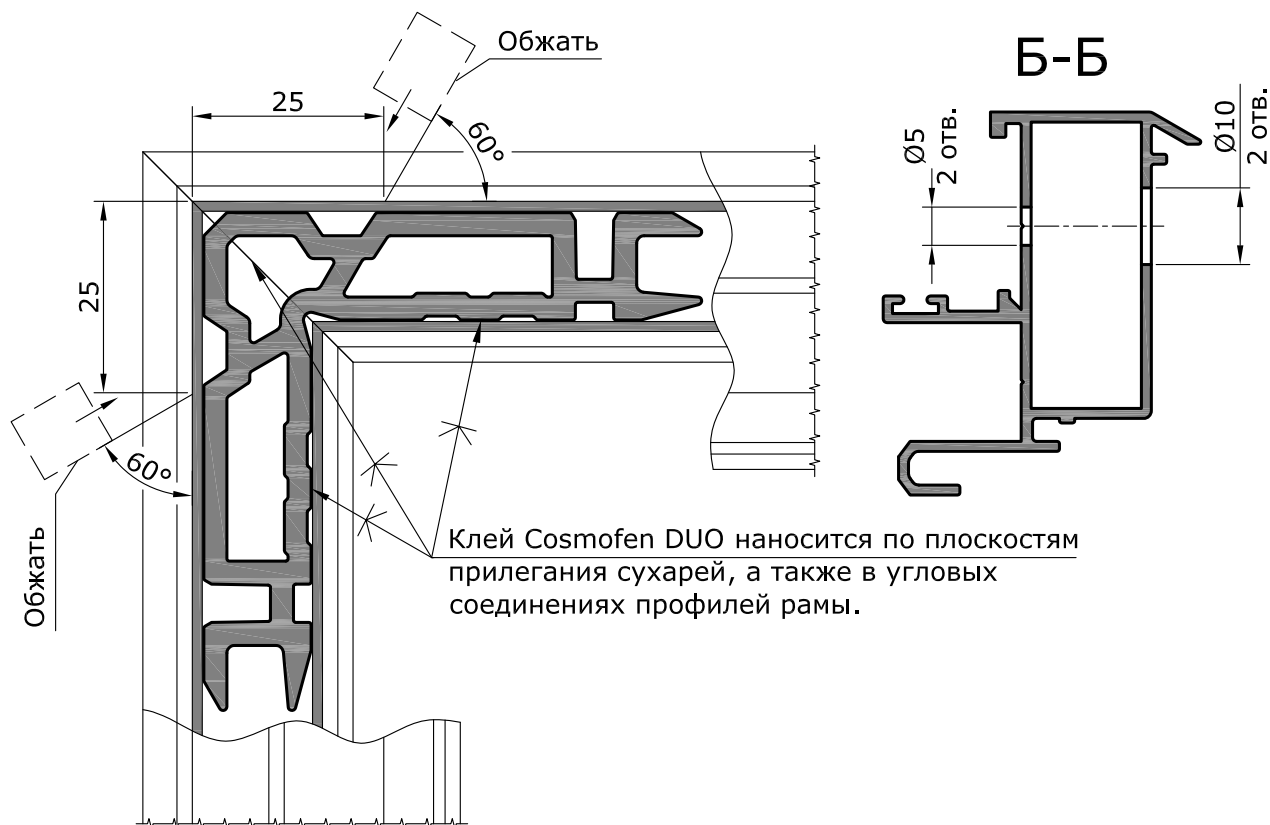 Обжать
Б-Б
25
60°
Ø5
2 отв.
Ø10
2 отв.
25
60°
Обжать
Клей Cosmofen DUO наносится по плоскостям
прилегания сухарей, а также в угловых
соединениях профилей рамы.